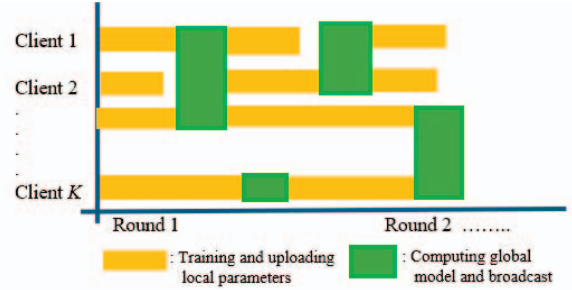 Client 1
Client 2
.
.
.
.
Client K
Round 1 Round 2 ........
: Training and uploading
local parameters
: Computing global
model and broadcast